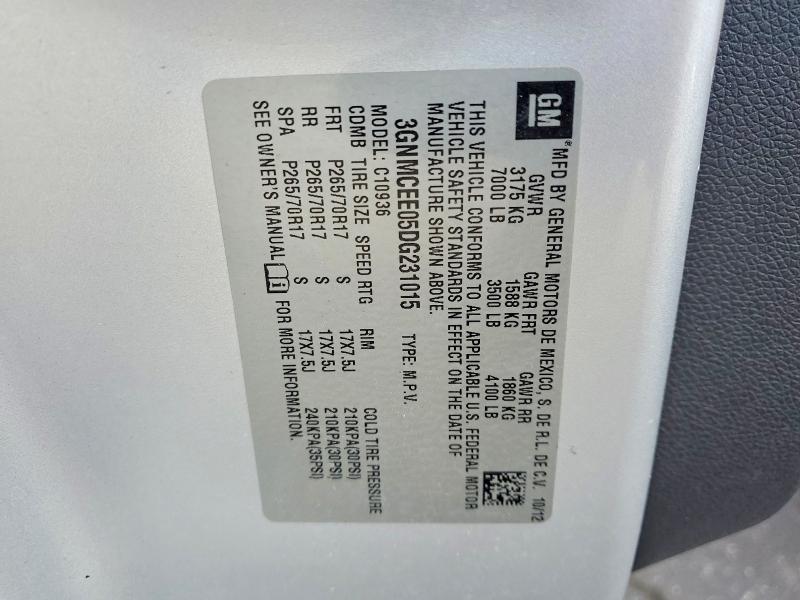 GM ® MFD BY GENERAL MOTORS DE MEXICO, S. DE R.L. DE C.V. 10/12
GVWR GAWR FRT GAWR RR
3175 KG 1588 KG 1860 KG
7000 LB 3500 LB 4100 LB
THIS VEHICLE CONFORMS TO ALL APPLICABLE U.S. FEDERAL MOTOR
VEHICLE SAFETY STANDARDS IN EFFECT ON THE DATE OF
MANUFACTURE SHOWN ABOVE.
3GNMCEE05DG231015 TYPE: M.P.V.
MODEL: C10936 COLD TIRE PRESSURE
CDMB TIRE SIZE SPEED RTG RIM
FRT P265/70R17 S 17X7.5J 210KPA(30PSI)
RR P265/70R17 S 17X7.5J 210KPA(30PSI)
SPA P265/70R17 S 17X7.5J 240KPA(35PSI)
SEE OWNER'S MANUAL i FOR MORE INFORMATION.